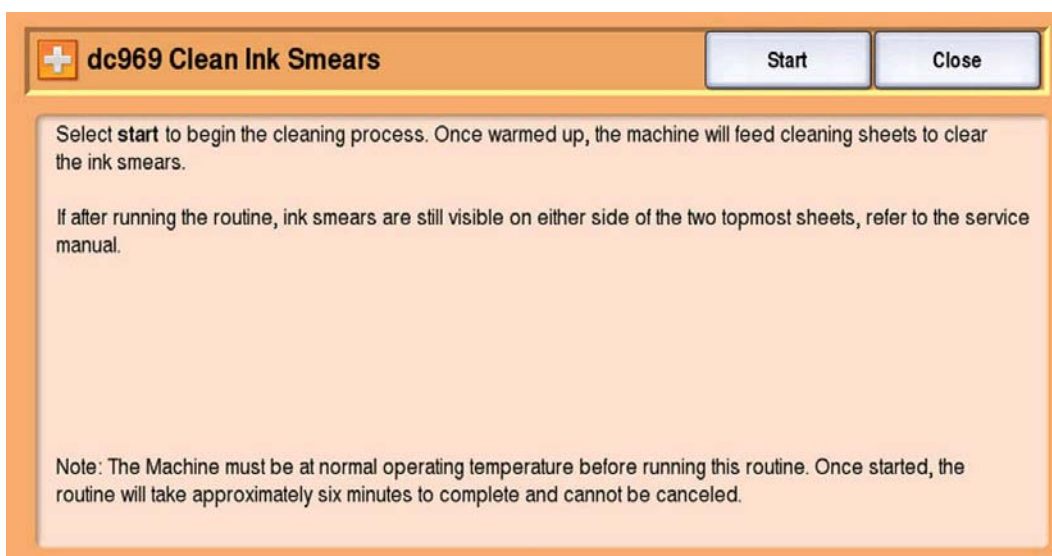 dc969 Clean Ink Smears
Start
Close
Select start to begin the cleaning process. Once warmed up, the machine will feed cleaning sheets to clear
the ink smears.
If after running the routine, ink smears are still visible on either side of the two topmost sheets, refer to the service
manual.
Note: The Machine must be at normal operating temperature before running this routine. Once started, the
routine will take approximately six minutes to complete and cannot be canceled.